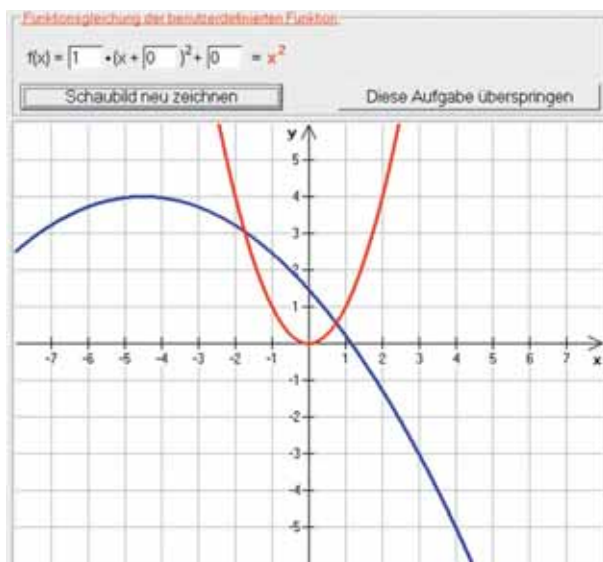 Funktionsgleichung der benutzerdefinierten Funktion
f(x) = 1 •(x + 0 )² + 0 = x²
Schaubild neu zeichnen Diese Aufgabe überspringen
y
5
4
3
2
1
-7 -6 -5 -4 -3 -2 -1 1 2 3 4 5 6 7 x
-1
-2
-3
-4
-5